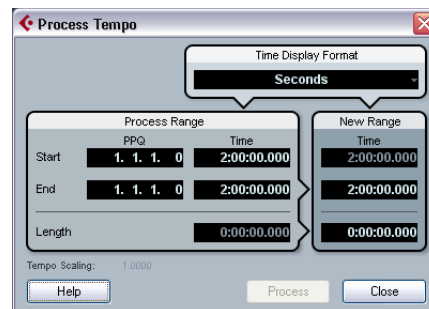 Process Tempo
Time Display Format
Seconds
Process Range
New Range
PPQ Time Time
Start 1. 1. 1. 0 2:00:00.000 2:00:00.000
End 1. 1. 1. 0 2:00:00.000 2:00:00.000
Length 0:00:00.000 0:00:00.000
Tempo Scaling: 1.0000
Help Process Close